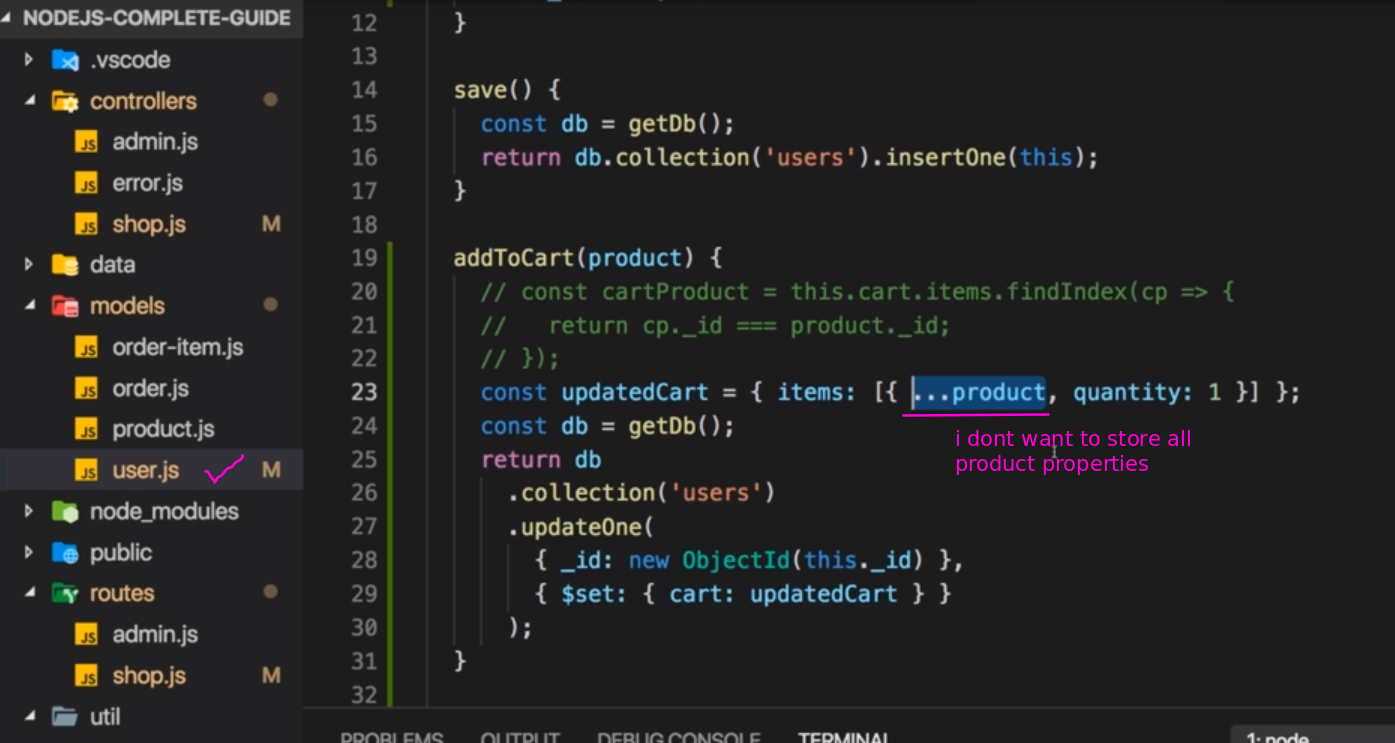 NODEJS-COMPLETE-GUIDE
.vscode
controllers
admin.js
error.js
shop.js M
data
models
order-item.js
order.js
product.js
user.js M
node_modules
public
routes
admin.js
shop.js M
util
12 }
13
14 save() {
15 const db = getDb();
16 return db.collection('users').insertOne(this);
17 }
18
19 addToCart(product) {
20 // const cartProduct = this.cart.items.findIndex(cp => {
21 //   return cp._id === product._id;
22 // });
23 const updatedCart = { items: [{ ...product, quantity: 1 }] };
24 const db = getDb();
25 return db
26 .collection('users')
27 .updateOne(
28 { _id: new ObjectId(this._id) },
29 { $set: { cart: updatedCart } }
30 );
31 }
32
i dont want to store all
product properties
PROBLEMS OUTPUT DEBUG CONSOLE TERMINAL 1: node